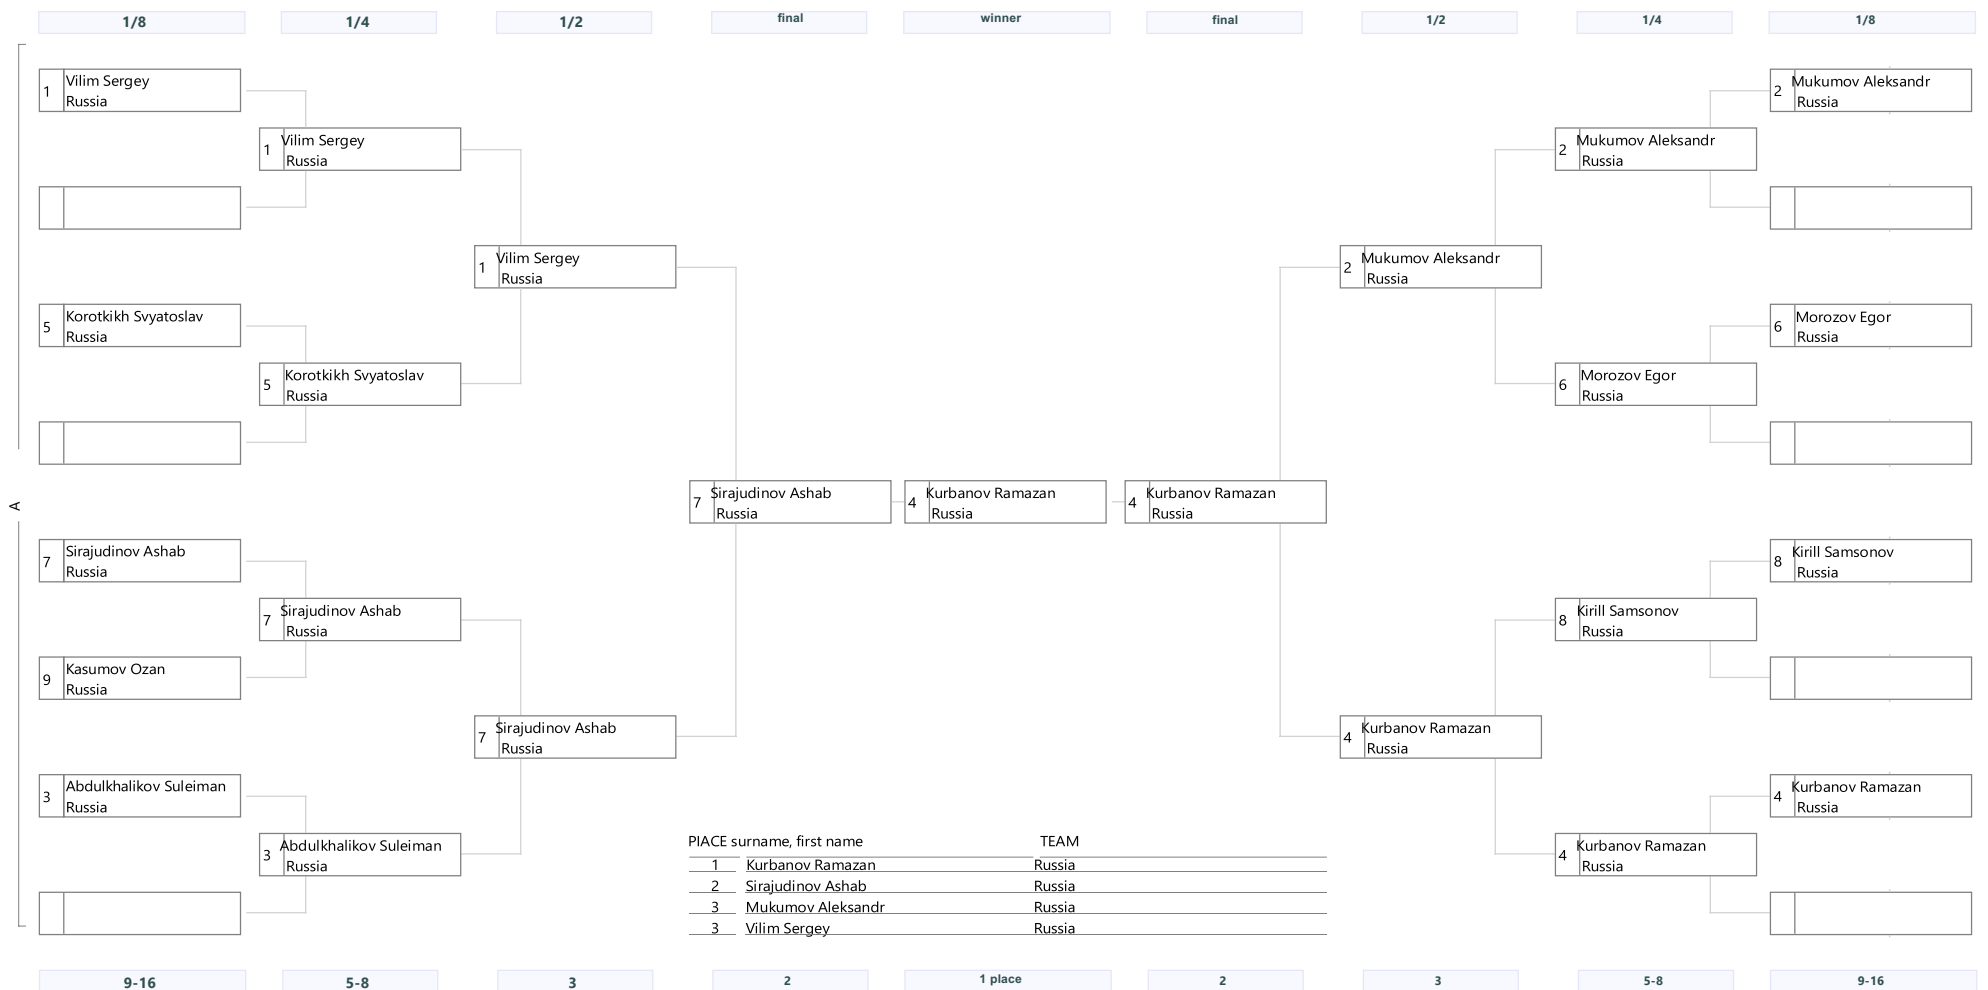 1/8 1/4 1/2 final winner final 1/2 1/4 1/8
1 Vilim Sergey
Russia
2 Mukumov Aleksandr
Russia
1 Vilim Sergey
Russia
2 Mukumov Aleksandr
Russia
1 Vilim Sergey
Russia
2 Mukumov Aleksandr
Russia
5 Korotkikh Svyatoslav
Russia
6 Morozov Egor
Russia
5 Korotkikh Svyatoslav
Russia
6 Morozov Egor
Russia
7 Sirajudinov Ashab
Russia
4 Kurbanov Ramazan
Russia
4 Kurbanov Ramazan
Russia
A
7 Sirajudinov Ashab
Russia
8 Kirill Samsonov
Russia
7 Sirajudinov Ashab
Russia
8 Kirill Samsonov
Russia
9 Kasumov Ozan
Russia
7 Sirajudinov Ashab
Russia
4 Kurbanov Ramazan
Russia
3 Abdulkhalikov Suleiman
Russia
4 Kurbanov Ramazan
Russia
3 Abdulkhalikov Suleiman
Russia
4 Kurbanov Ramazan
Russia
PlACE surname, first name TEAM
1 Kurbanov Ramazan Russia
2 Sirajudinov Ashab Russia
3 Mukumov Aleksandr Russia
3 Vilim Sergey Russia
9-16 5-8 3 2 1 place 2 3 5-8 9-16